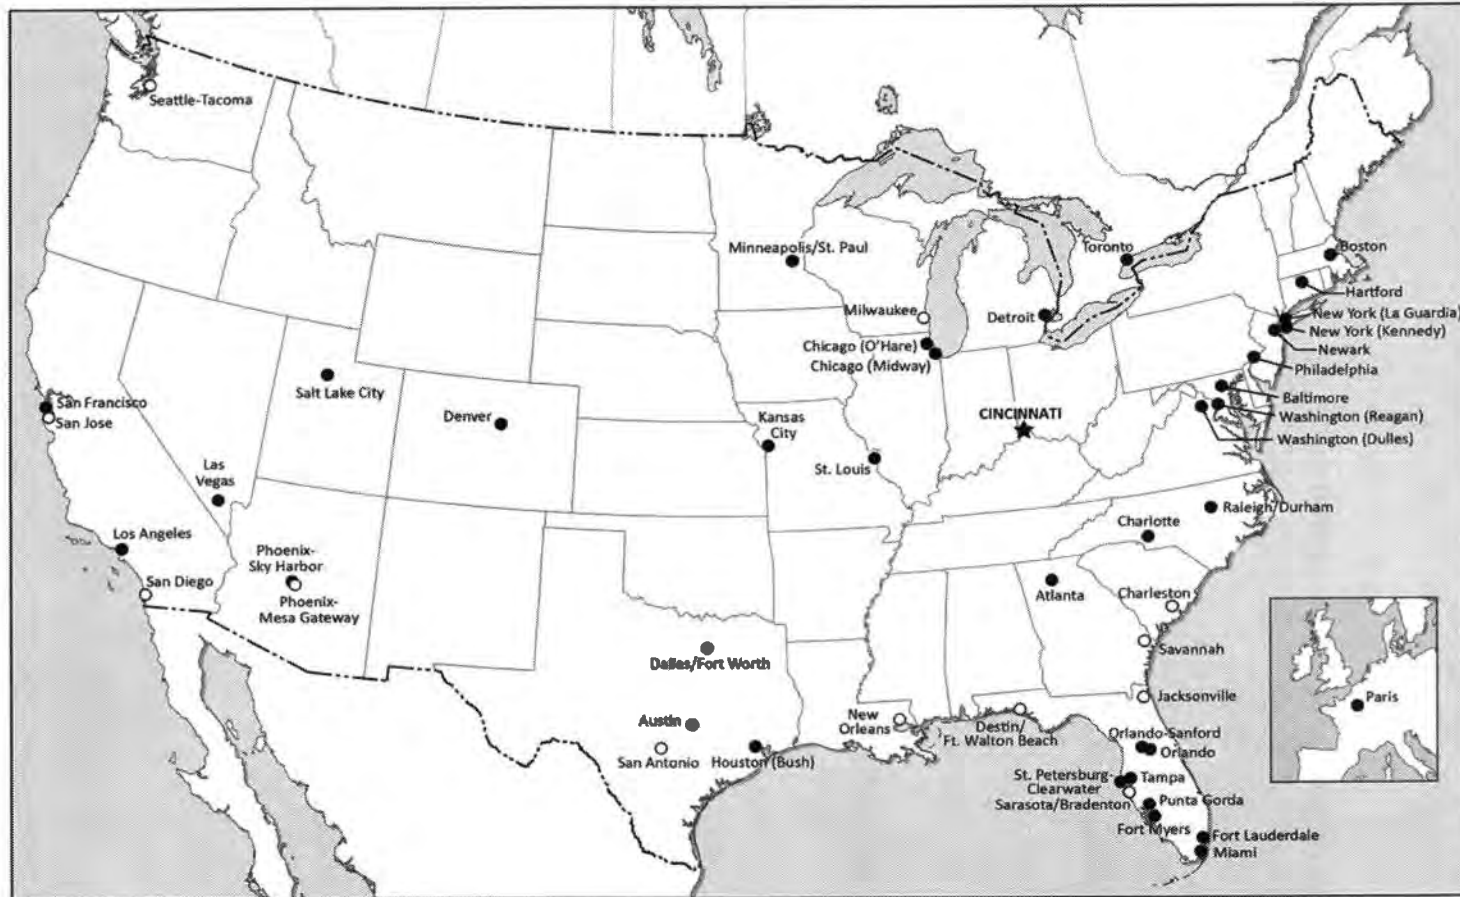 Seattle-Tacoma
Minneapolis/St. Paul
Toronto
Boston
Hartford
Milwaukee
Detroit
New York (La Guardia)
New York (Kennedy)
Newark
Chicago (O'Hare)
Chicago (Midway)
Philadelphia
Salt Lake City
Baltimore
San Francisco
San Jose
Denver
Kansas
City
CINCINNATI
Washington (Reagan)
Washington (Dulles)
Las
Vegas
St. Louis
Raleigh/Durham
Charlotte
Los Angeles
Phoenix-
Sky Harbor
San Diego
Phoenix-
Mesa Gateway
Atlanta
Charleston
Savannah
Dalles/Fort Worth
Jacksonville
Paris
Austin
New
Orleans
Destin/
Ft. Walton Beach
San Antonio
Houston (Bush)
Orlando-Sanford
Orlando
St. Petersburg-
Clearwater
Tampa
Sarasota/Bradenton
Punta Gorda
Fort Myers
Fort Lauderdale
Miami